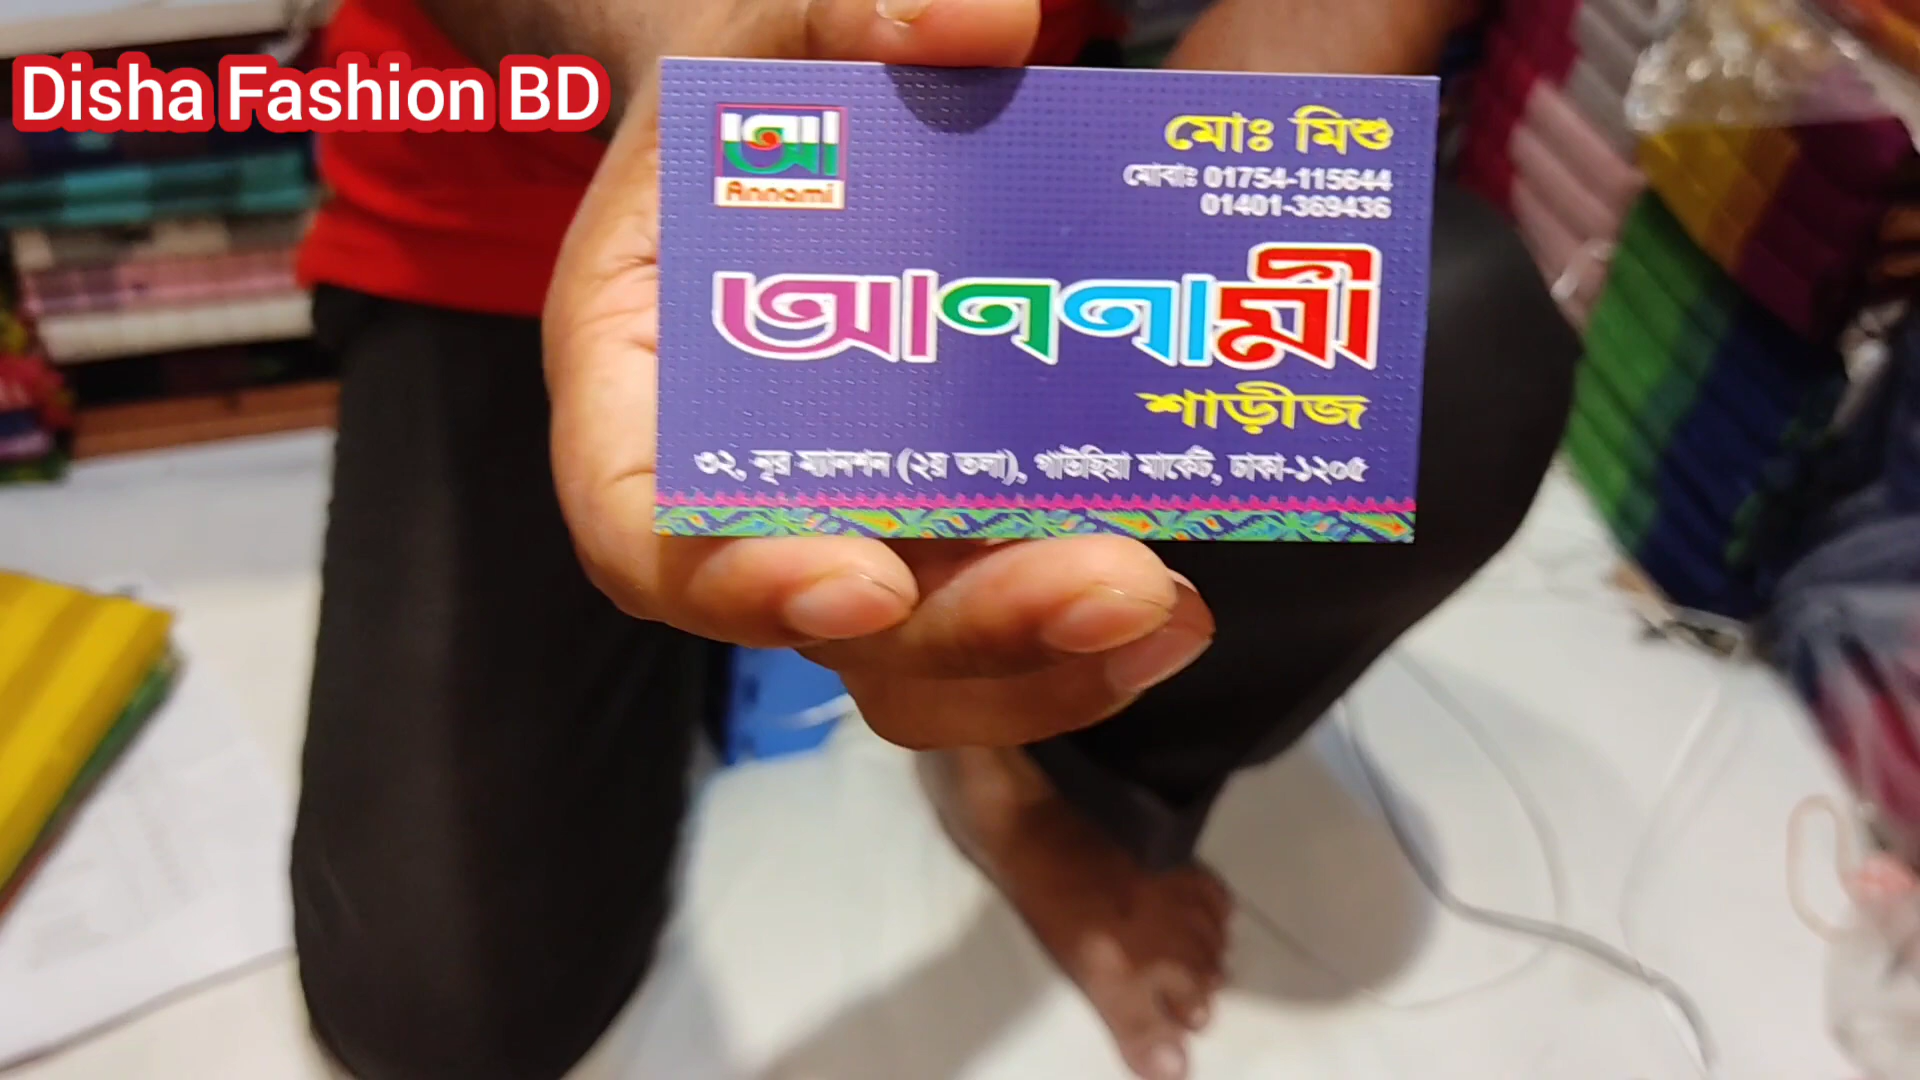 Disha Fashion BD
আ
Annami
মোঃ মিশু
মোবাঃ 01754-115644
01401-369436
আননামী
শাড়ীজ
৩২, নূর ম্যানশন (২য় তলা), গাউছিয়া মার্কেট, ঢাকা-১২০৫